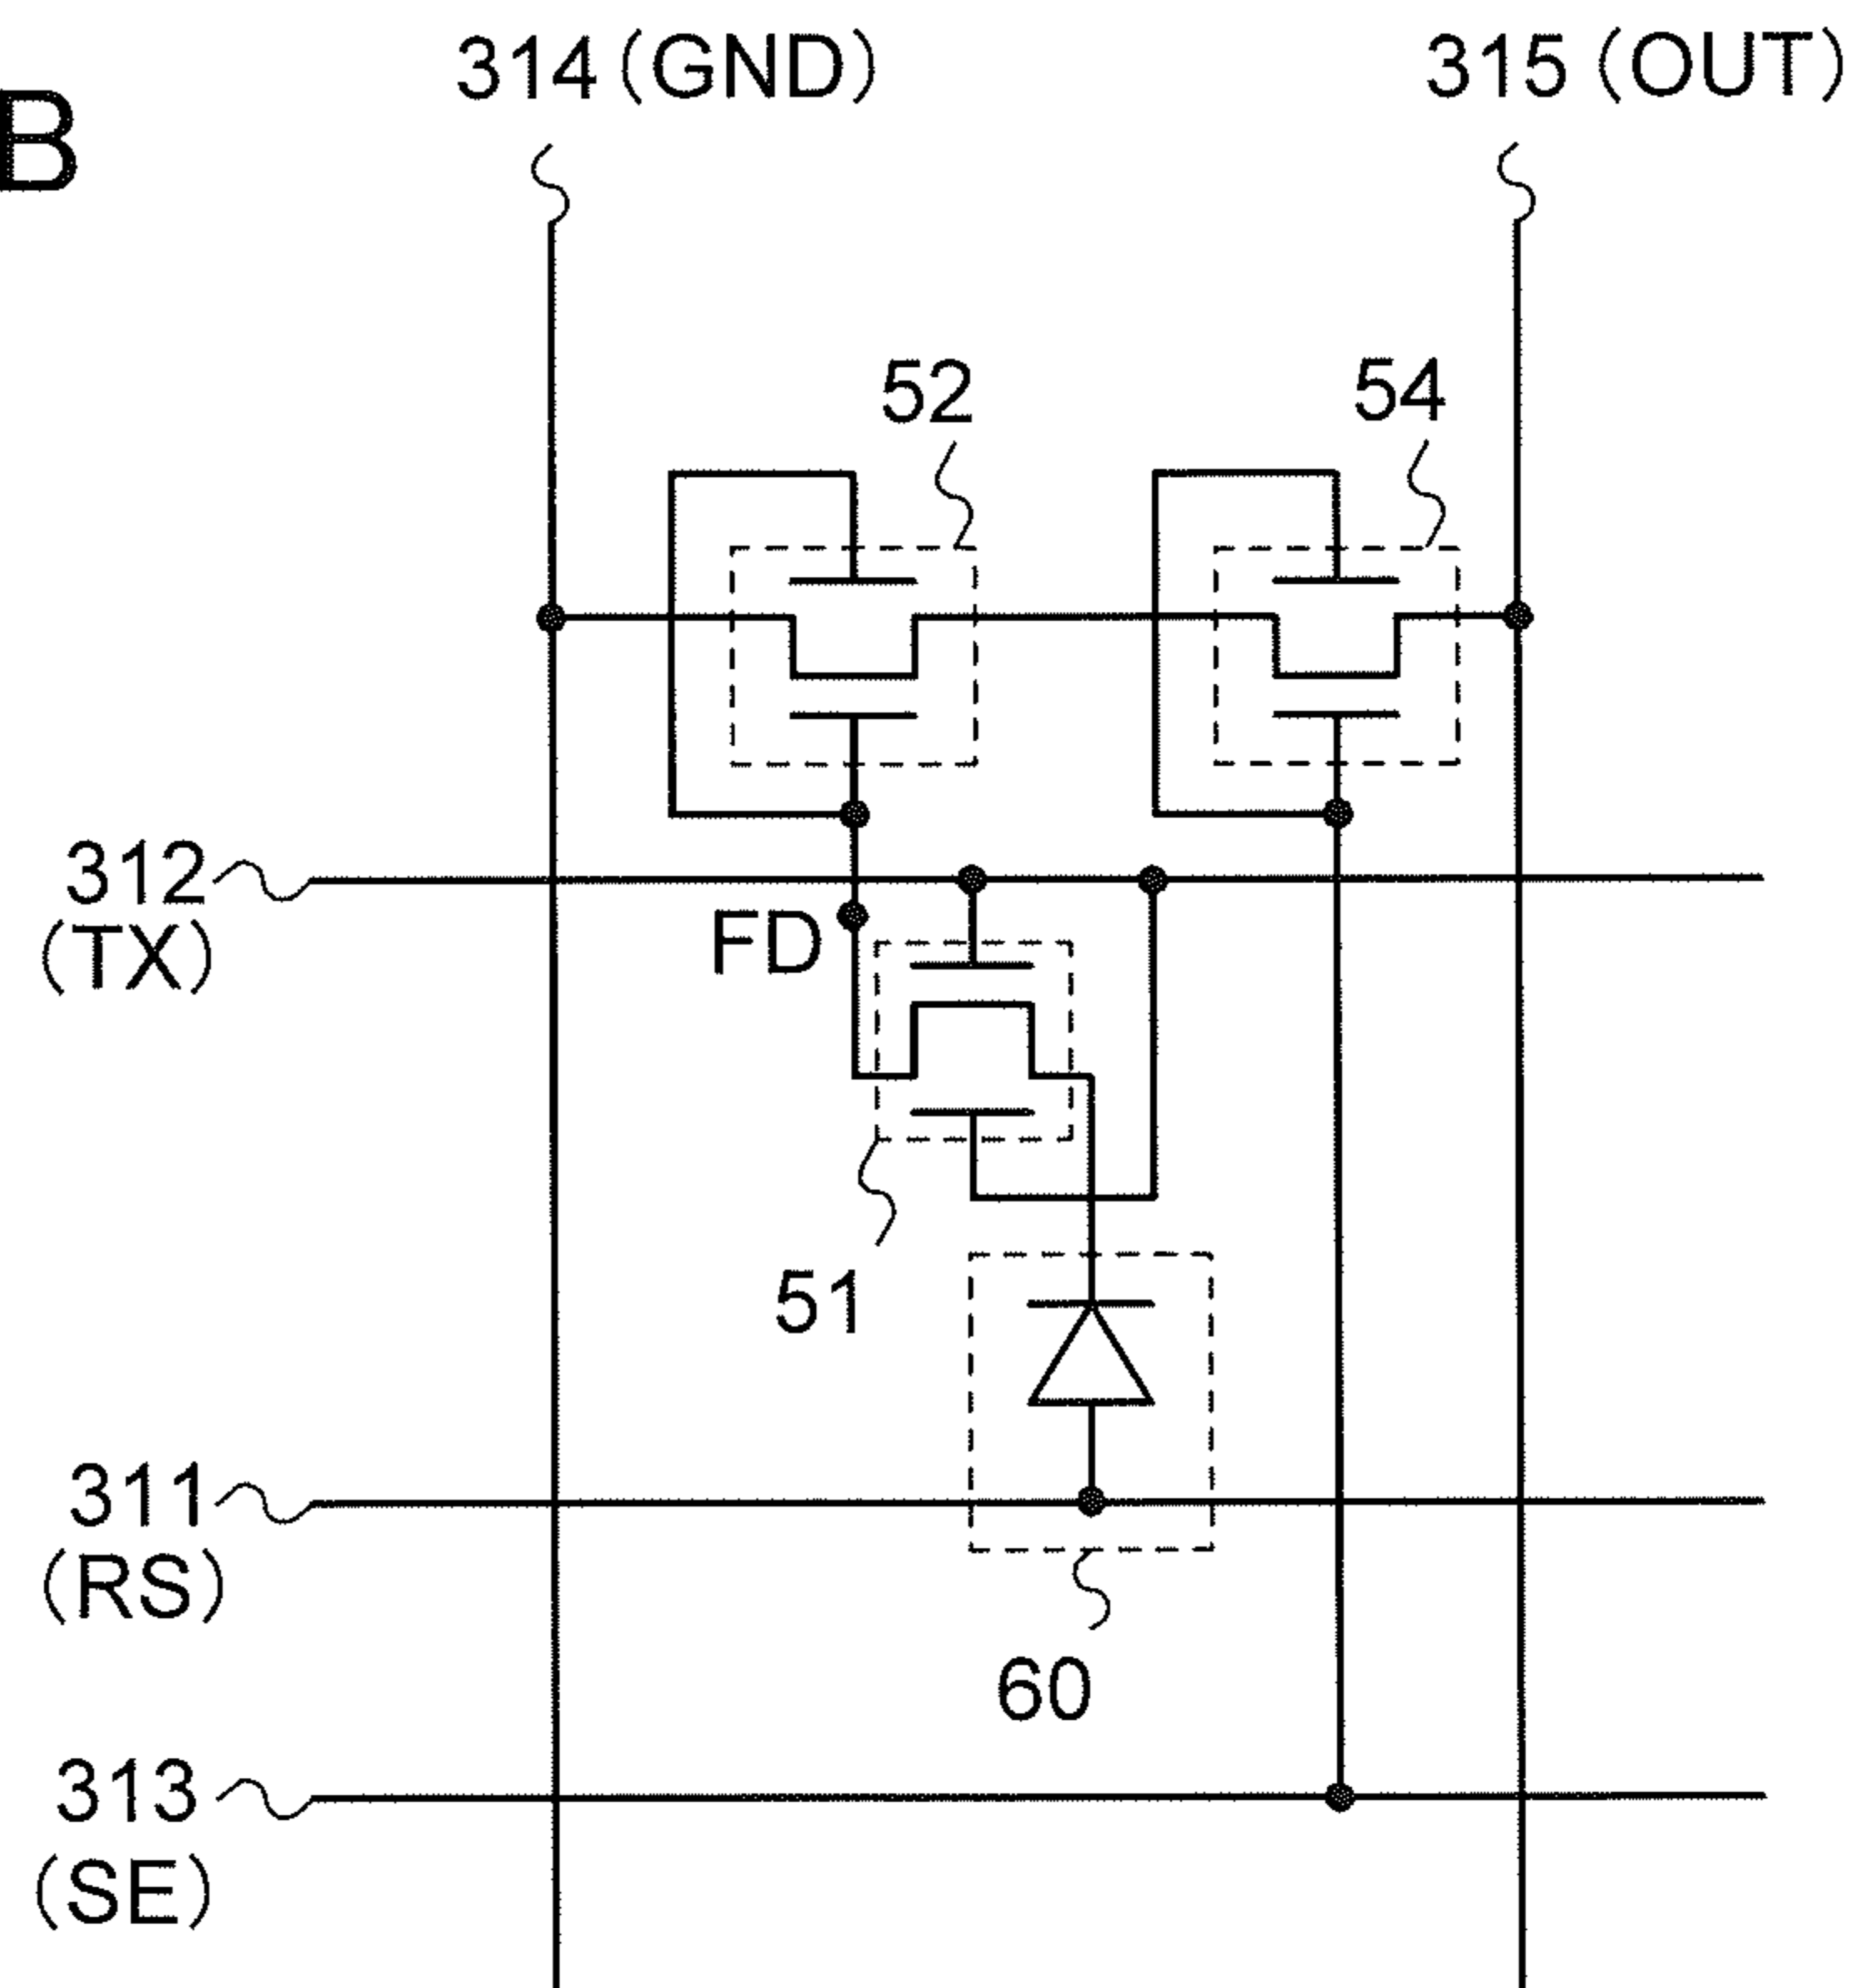 314(GND)
315(OUT)
B
52
54
312
(TX)
FD
51
311
(RS)
60
313
(SE)